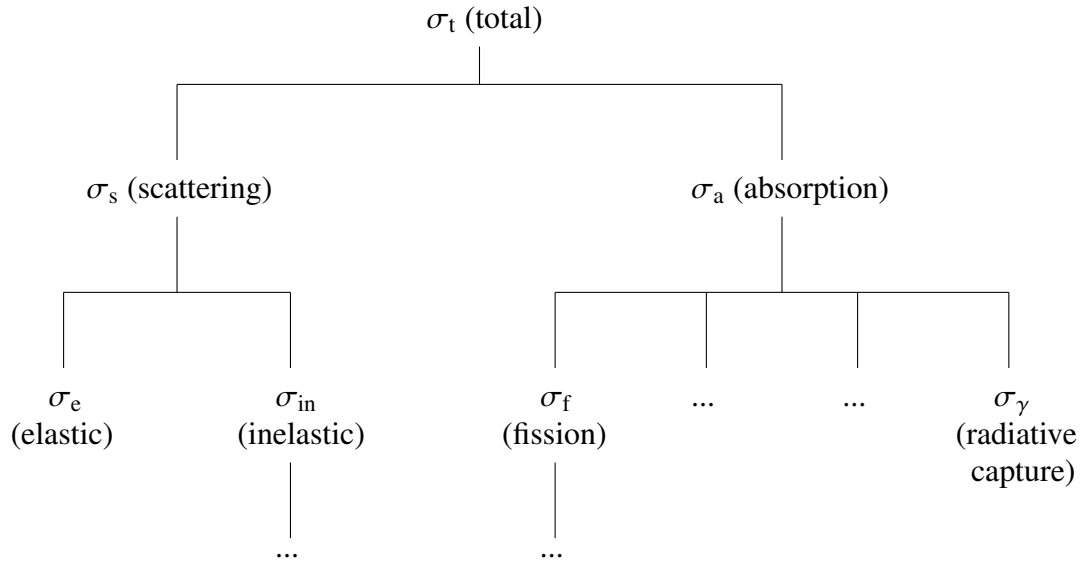 σt (total)
σs (scattering)
σa (absorption)
σe
(elastic)
σin
(inelastic)
σf
(fission)
...
...
σγ
(radiative
capture)
...
...